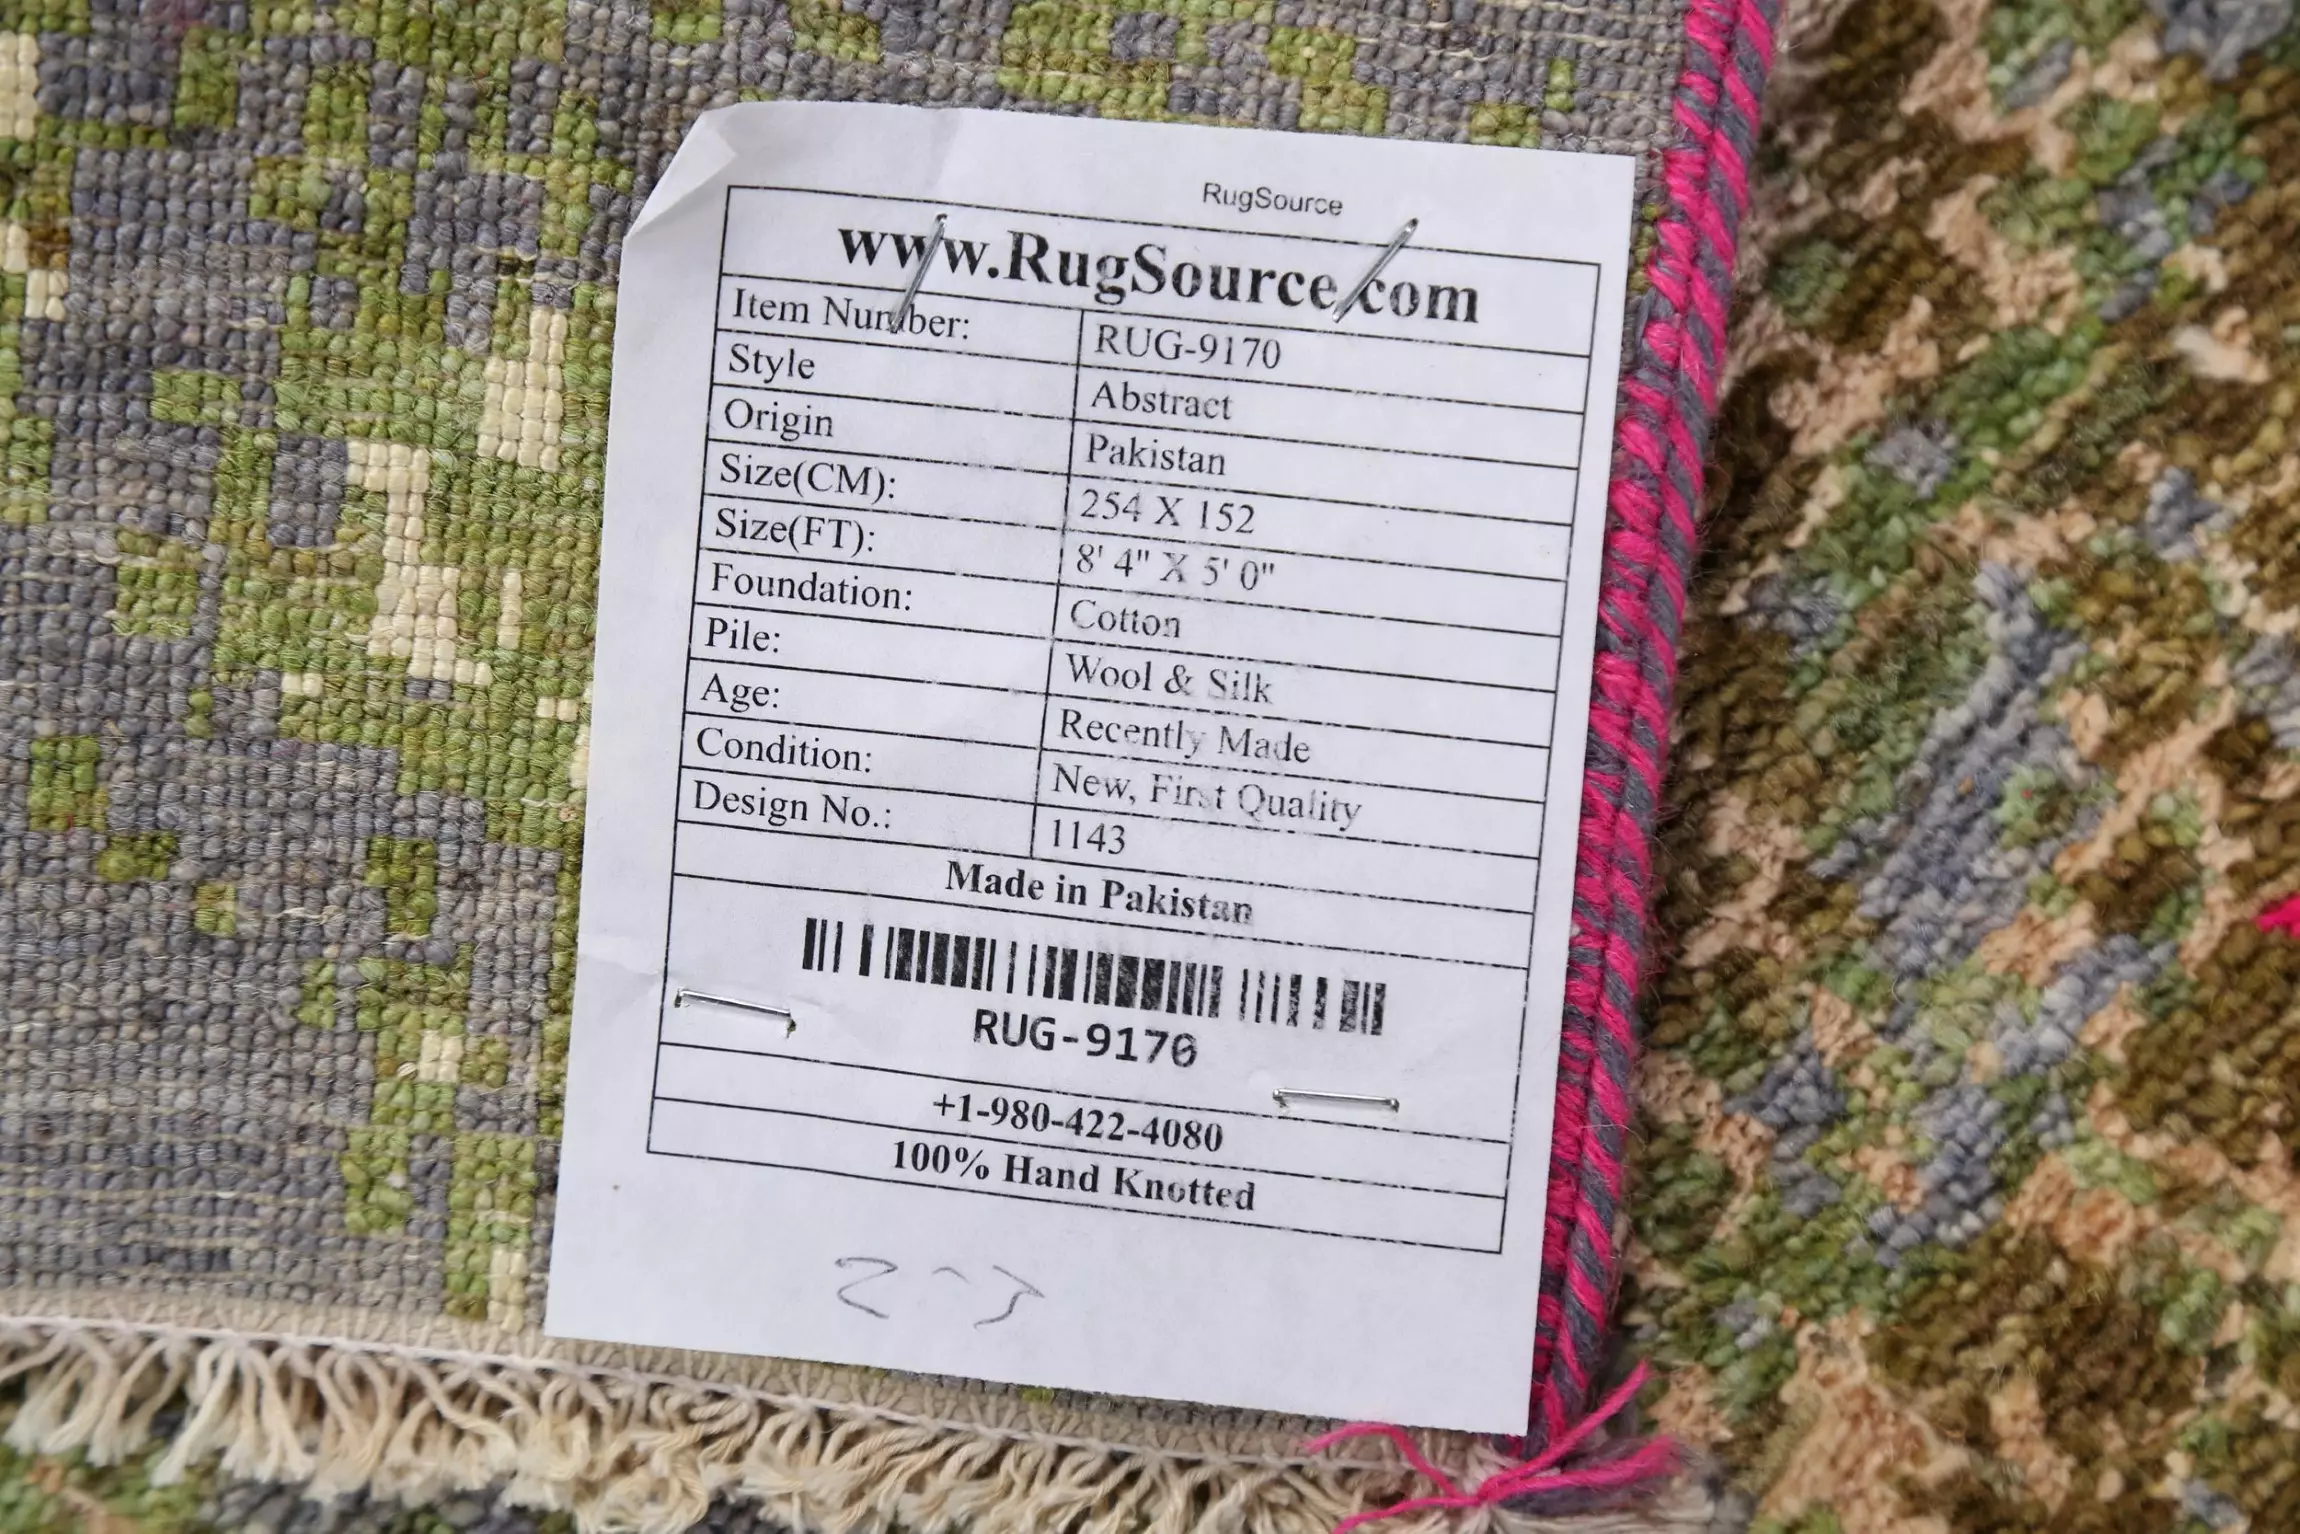 RugSource
www.RugSource.com
Item Number: RUG-9170
Style Abstract
Origin Pakistan
Size(CM): 254 X 152
Size(FT): 8' 4" X 5' 0"
Foundation: Cotton
Pile: Wool & Silk
Age: Recently Made
Condition: New, First Quality
Design No.: 1143
Made in Pakistan
RUG-9170
+1-980-422-4080
100% Hand Knotted